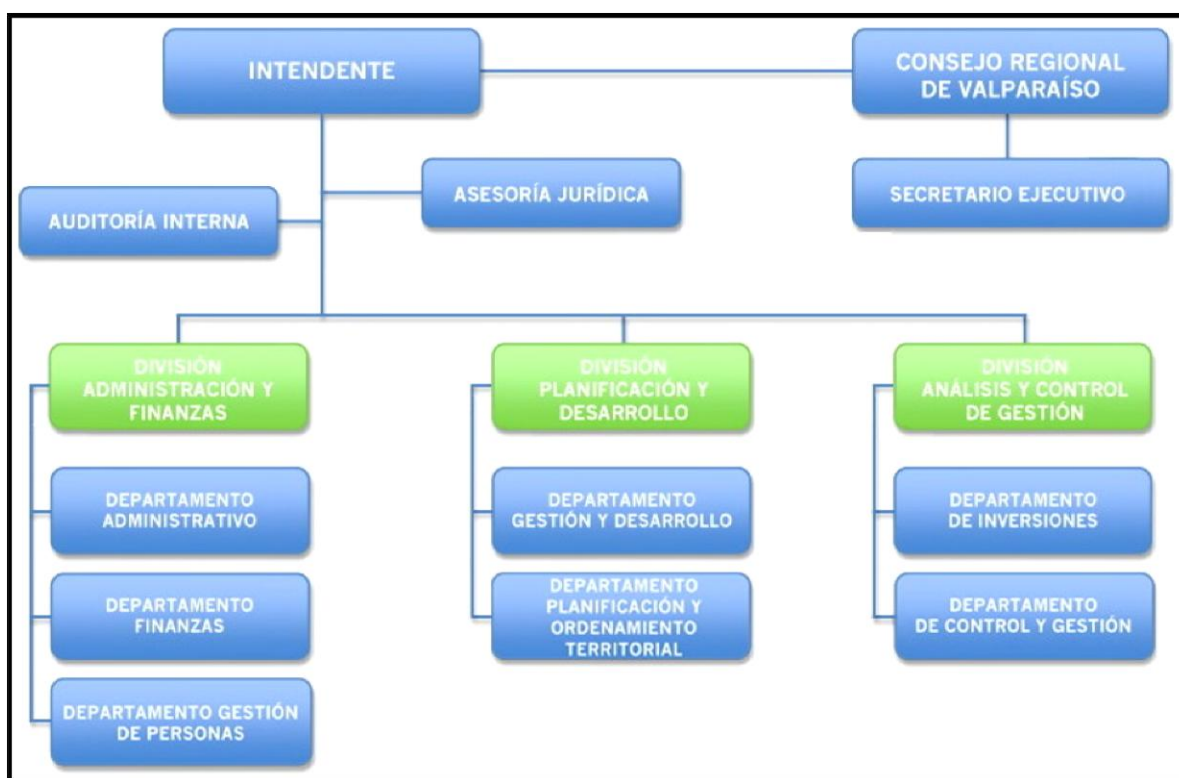 INTENDENTE
CONSEJO REGIONAL
DE VALPARAÍSO
ASESORÍA JURÍDICA
SECRETARIO EJECUTIVO
AUDITORÍA INTERNA
DIVISIÓN
ADMINISTRACIÓN Y
FINANZAS
DIVISIÓN
PLANIFICACIÓN Y
DESARROLLO
DIVISIÓN
ANÁLISIS Y CONTROL
DE GESTIÓN
DEPARTAMENTO
ADMINISTRATIVO
DEPARTAMENTO
GESTIÓN Y DESARROLLO
DEPARTAMENTO
DE INVERSIONES
DEPARTAMENTO
FINANZAS
DEPARTAMENTO
PLANIFICACIÓN Y
ORDENAMIENTO
TERRITORIAL
DEPARTAMENTO
DE CONTROL Y GESTIÓN
DEPARTAMENTO GESTIÓN
DE PERSONAS